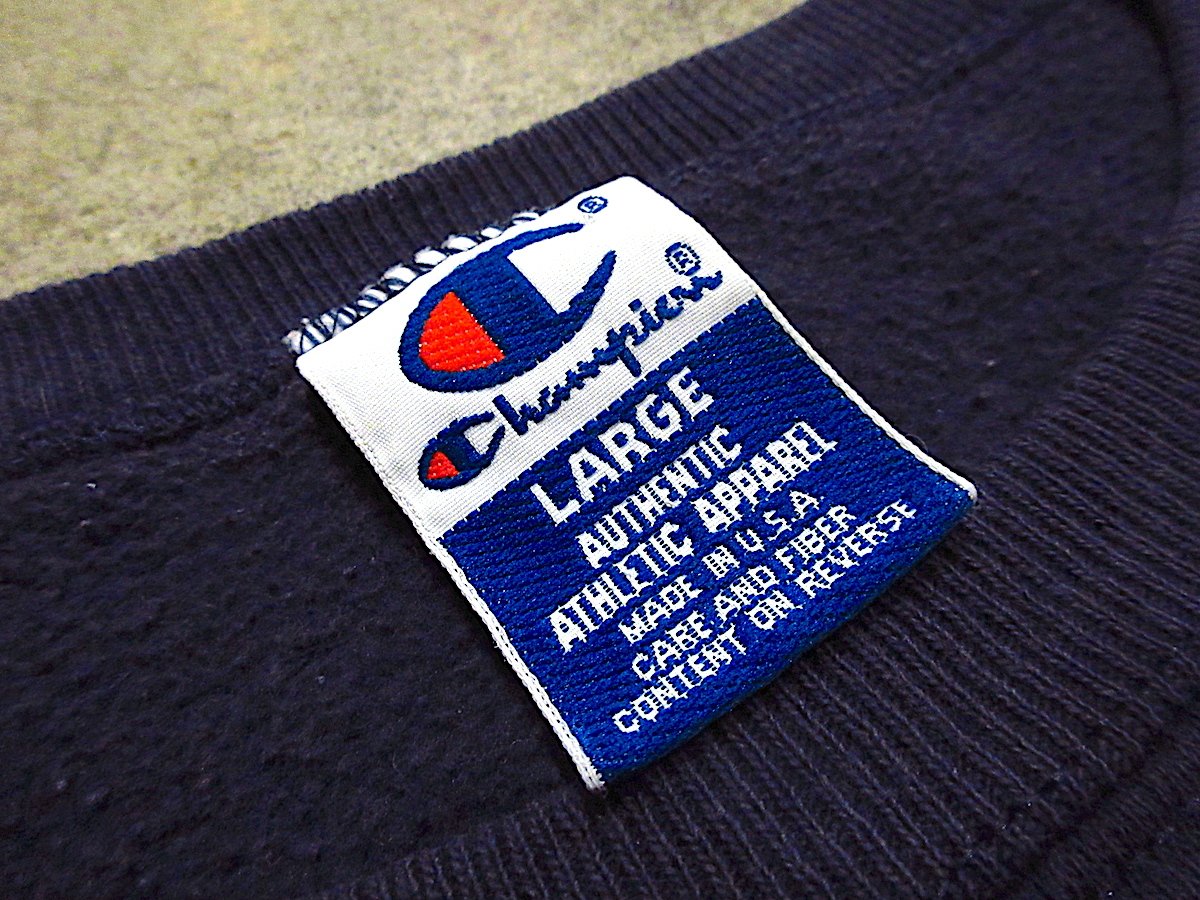 ®
Champion®
LARGE
AUTHENTIC
ATHLETIC APPAREL
MADE IN U.S.A
CARE AND FIBER
CONTENT ON REVERSE